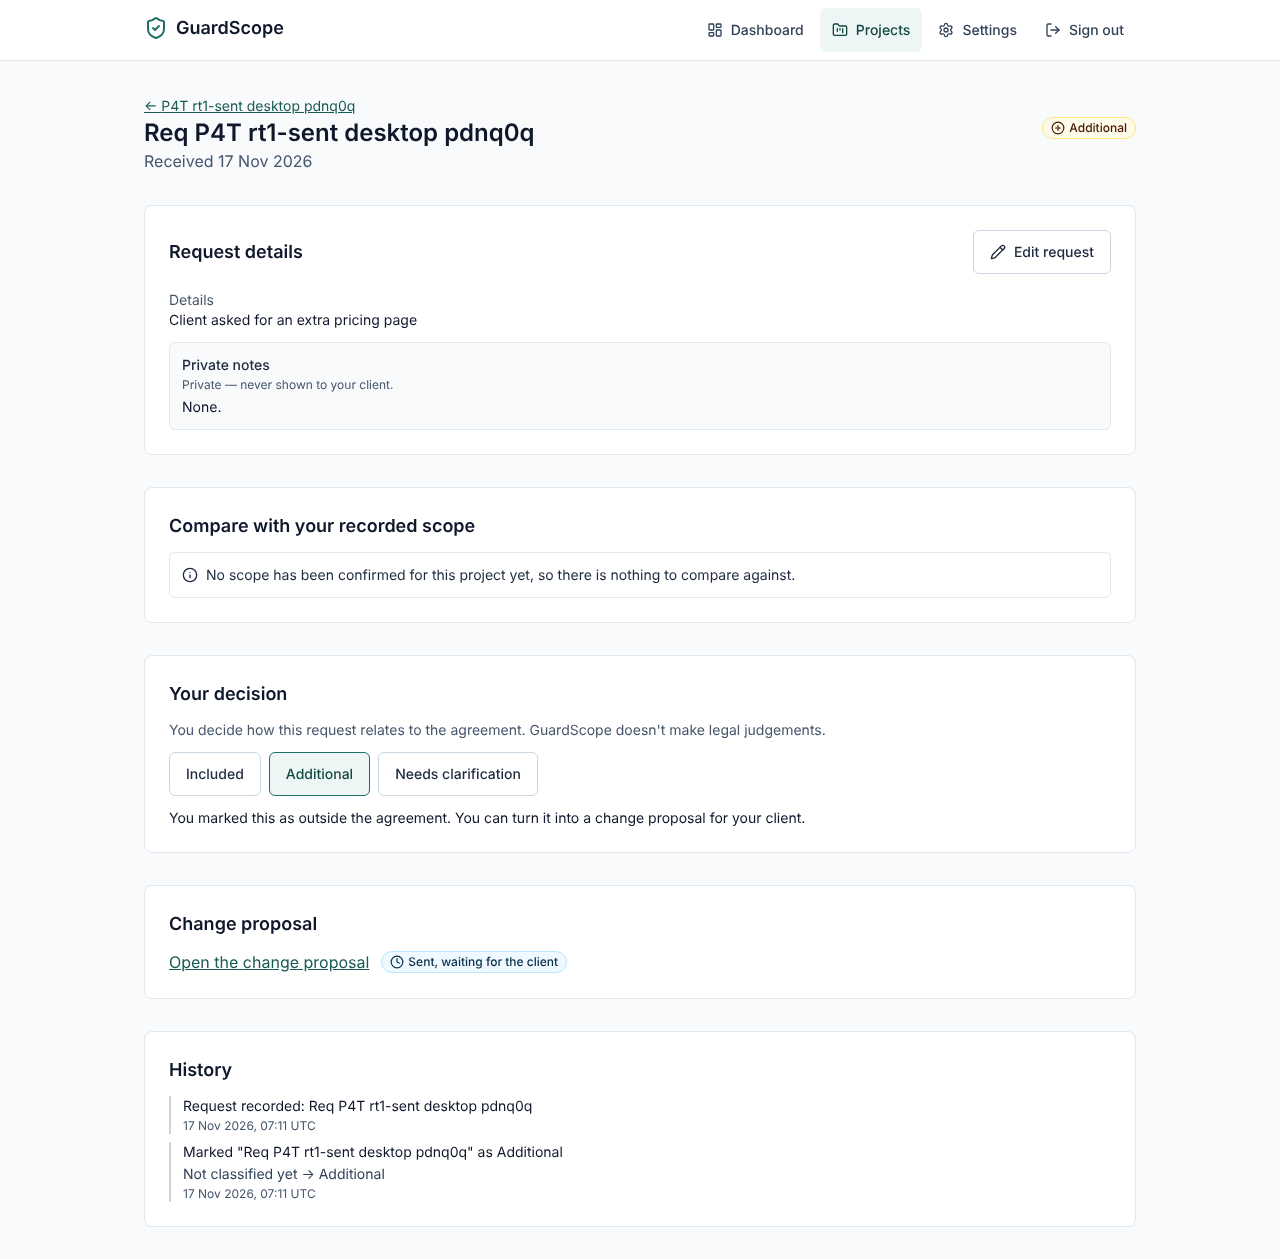 GuardScope
Dashboard
Projects
Settings
Sign out
← P4T rt1-sent desktop pdnq0q
Req P4T rt1-sent desktop pdnq0q
Additional
Received 17 Nov 2026
Request details
Edit request
Details
Client asked for an extra pricing page
Private notes
Private — never shown to your client.
None.
Compare with your recorded scope
No scope has been confirmed for this project yet, so there is nothing to compare against.
Your decision
You decide how this request relates to the agreement. GuardScope doesn't make legal judgements.
Included
Additional
Needs clarification
You marked this as outside the agreement. You can turn it into a change proposal for your client.
Change proposal
Open the change proposal
Sent, waiting for the client
History
Request recorded: Req P4T rt1-sent desktop pdnq0q
17 Nov 2026, 07:11 UTC
Marked "Req P4T rt1-sent desktop pdnq0q" as Additional
Not classified yet → Additional
17 Nov 2026, 07:11 UTC